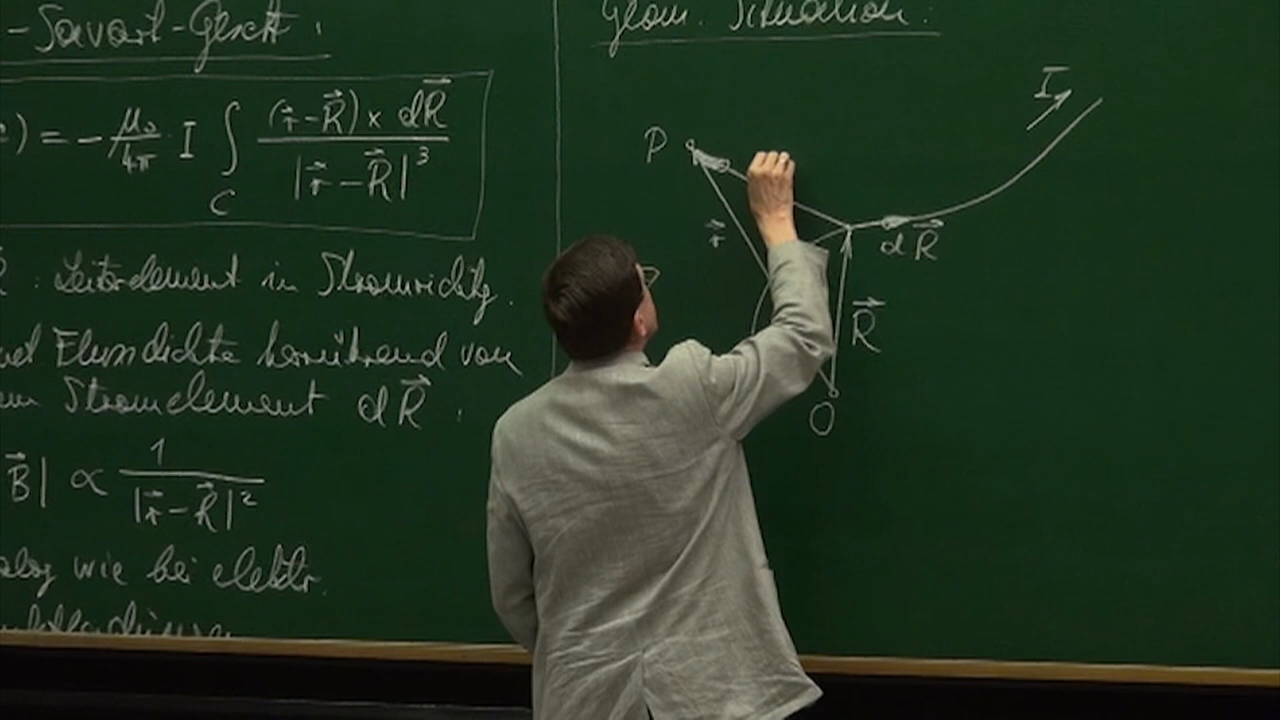 -Savart-Gesetz:
) = - μ₀/4π I ∫_C (r⃗-R⃗) × dR⃗ / |r⃗-R⃗|³
R⃗: Leiterelement in Stromrichtg.
Flussdichte herrührend von
Stromelement dR⃗.
B⃗| ∝ 1/|r⃗-R⃗|²
alog wie bei elektr.
Geom. Situation:
I
P
r⃗
dR⃗
R⃗
O